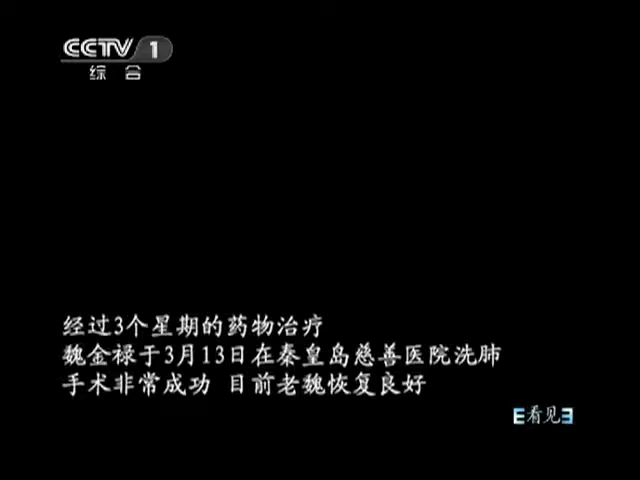 CCTV 1
综合
经过3个星期的药物治疗
魏金禄于3月13日在秦皇岛慈善医院洗肺
手术非常成功 目前老魏恢复良好
看见